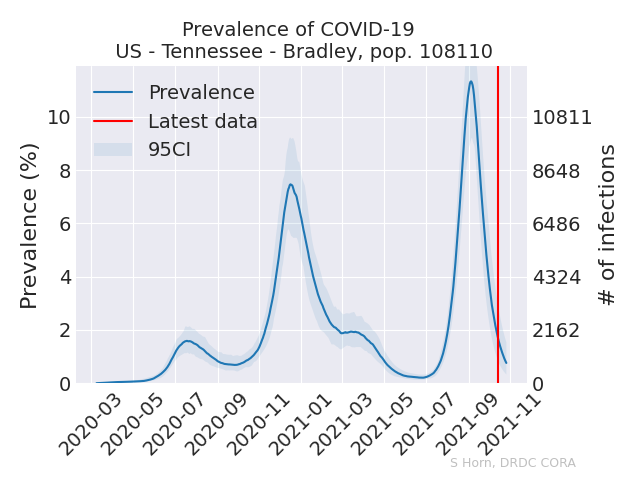 Prevalence of COVID-19
US - Tennessee - Bradley, pop. 108110
Prevalence
Latest data
95CI
Prevalence (%)
10
8
6
4
2
0
10811
8648
6486
4324
2162
0
# of infections
2020-03
2020-05
2020-07
2020-09
2020-11
2021-01
2021-03
2021-05
2021-07
2021-09
2021-11
S Horn, DRDC CORA